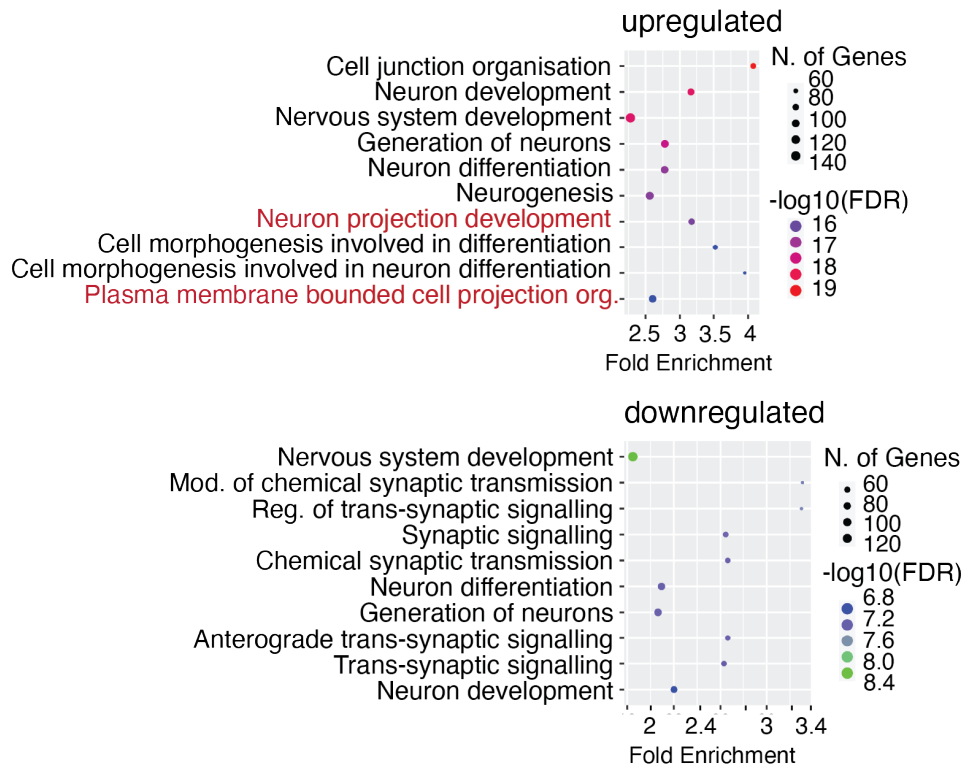 upregulated
Cell junction organisation
Neuron development
Nervous system development
Generation of neurons
Neuron differentiation
Neurogenesis
Neuron projection development
Cell morphogenesis involved in differentiation
Cell morphogenesis involved in neuron differentiation
Plasma membrane bounded cell projection org.
2.5 3 3.5 4
Fold Enrichment
N. of Genes
60
80
100
120
140
-log10(FDR)
16
17
18
19
downregulated
Nervous system development
Mod. of chemical synaptic transmission
Reg. of trans-synaptic signalling
Synaptic signalling
Chemical synaptic transmission
Neuron differentiation
Generation of neurons
Anterograde trans-synaptic signalling
Trans-synaptic signalling
Neuron development
2 2.4 3 3.4
Fold Enrichment
N. of Genes
60
80
100
120
-log10(FDR)
6.8
7.2
7.6
8.0
8.4